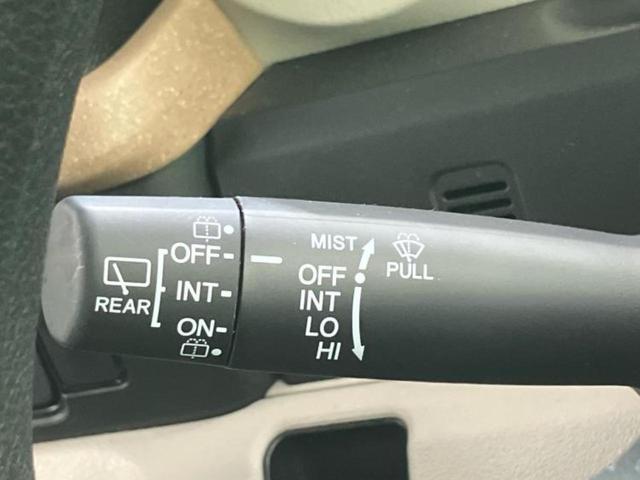 REAR
OFF
INT
ON
MIST
OFF
INT
LO
HI
PULL